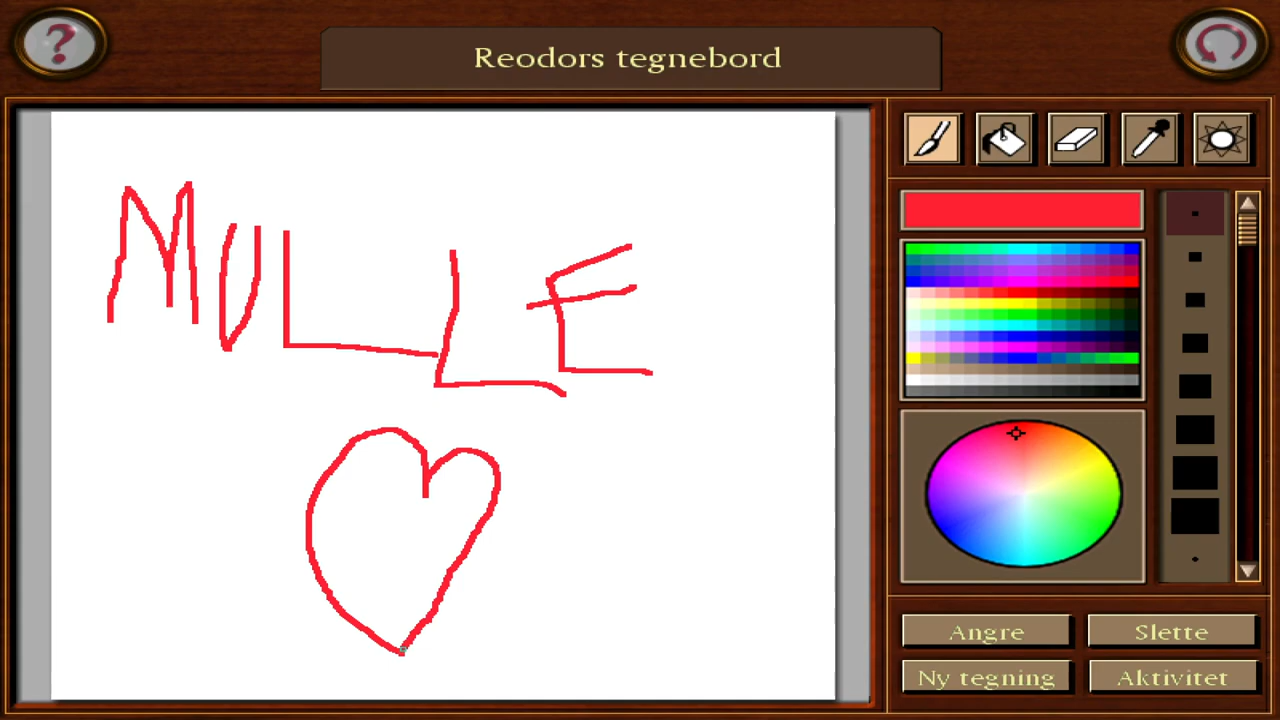 Reodors tegnebord
MULLE
Angre
Slette
Ny tegning
Aktivitet